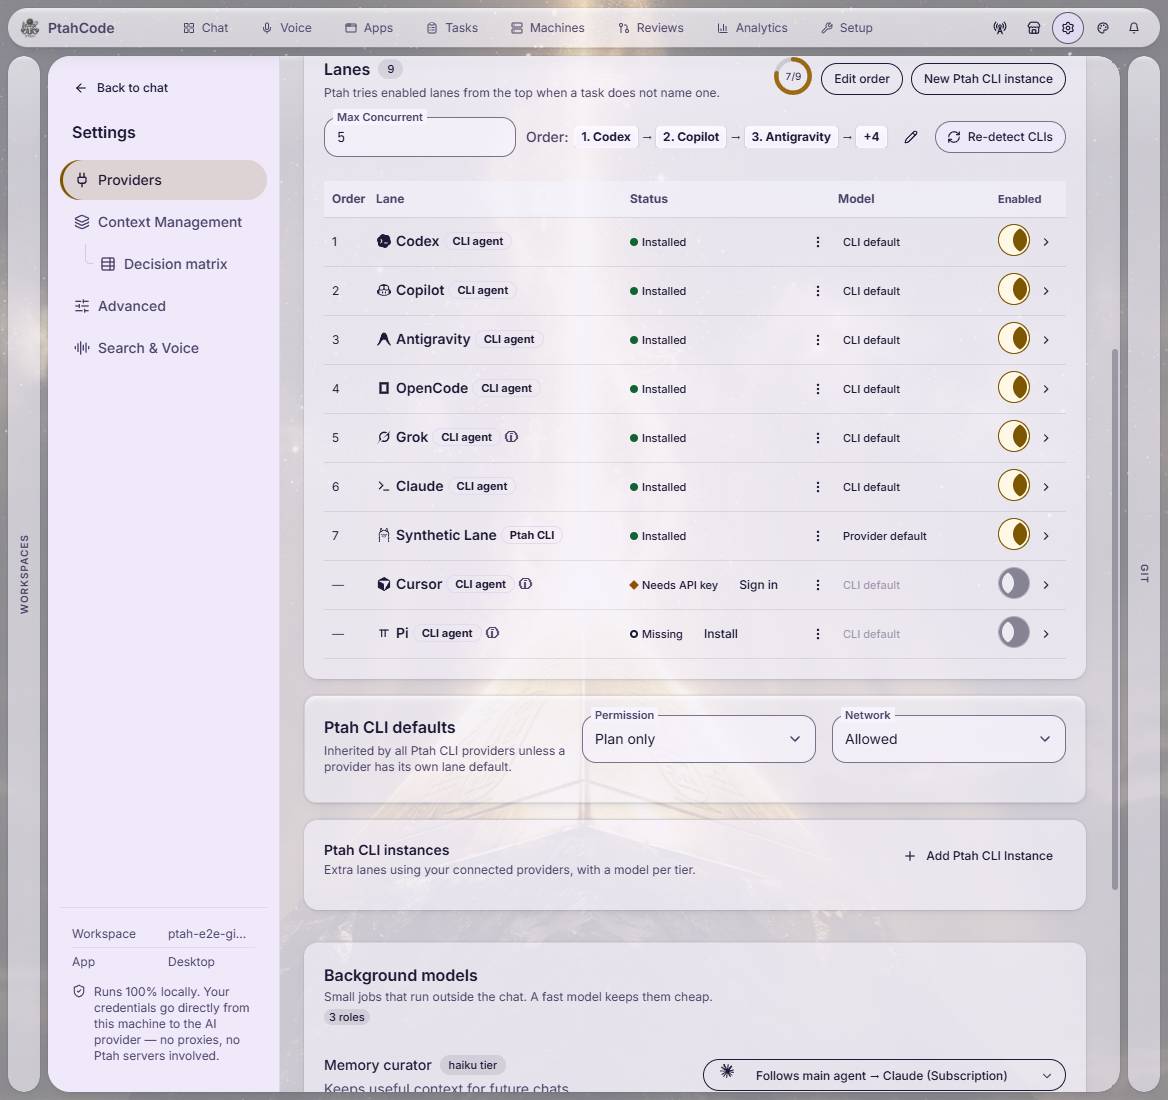 PtahCode
Chat
Voice
Apps
Tasks
Machines
Reviews
Analytics
Setup
WORKSPACES
Back to chat
Settings
Providers
Context Management
Decision matrix
Advanced
Search & Voice
Workspace ptah-e2e-gi...
App Desktop
Runs 100% locally. Your
credentials go directly from
this machine to the AI
provider — no proxies, no
Ptah servers involved.
Lanes 9
Ptah tries enabled lanes from the top when a task does not name one.
7/9
Edit order
New Ptah CLI instance
Max Concurrent
5
Order: 1. Codex → 2. Copilot → 3. Antigravity → +4
Re-detect CLIs
Order Lane Status Model Enabled
1 Codex CLI agent Installed CLI default
2 Copilot CLI agent Installed CLI default
3 Antigravity CLI agent Installed CLI default
4 OpenCode CLI agent Installed CLI default
5 Grok CLI agent Installed CLI default
6 Claude CLI agent Installed CLI default
7 Synthetic Lane Ptah CLI Installed Provider default
— Cursor CLI agent Needs API key Sign in CLI default
— Pi CLI agent Missing Install CLI default
Ptah CLI defaults
Inherited by all Ptah CLI providers unless a
provider has its own lane default.
Permission
Plan only
Network
Allowed
Ptah CLI instances
Extra lanes using your connected providers, with a model per tier.
Add Ptah CLI Instance
Background models
Small jobs that run outside the chat. A fast model keeps them cheap.
3 roles
Memory curator haiku tier
Keeps useful context for future chats
Follows main agent → Claude (Subscription)
GIT